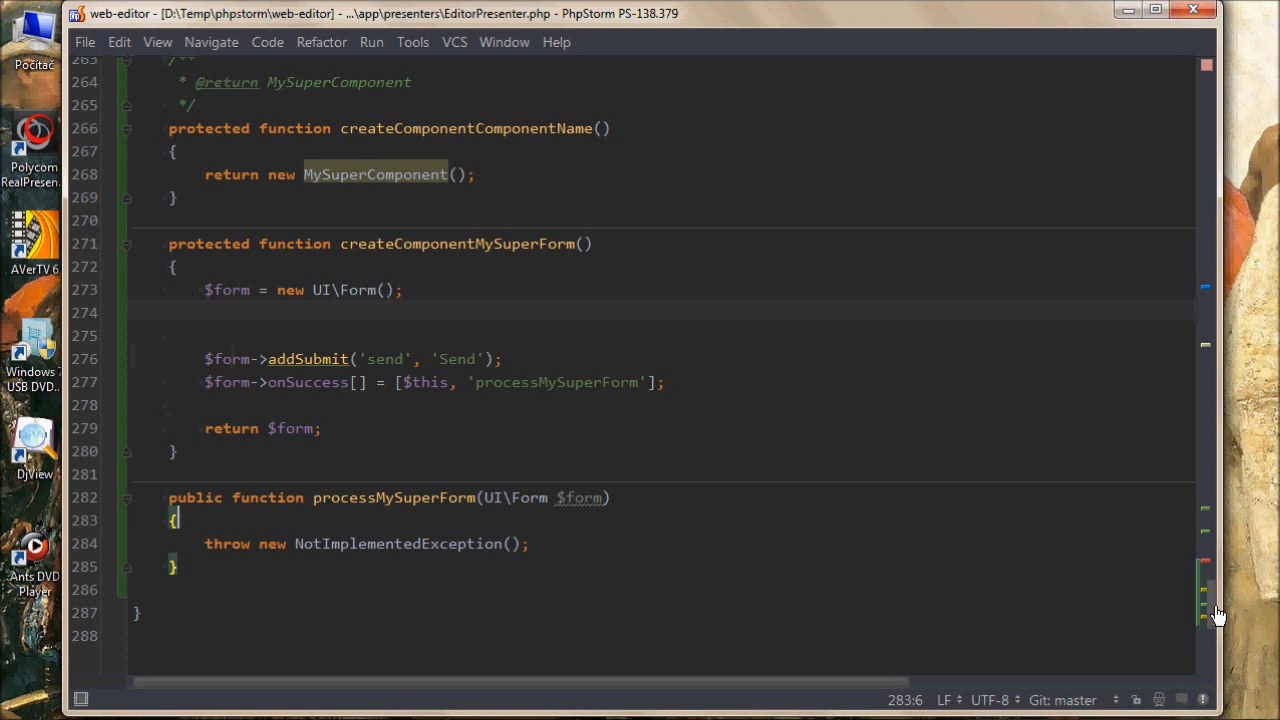 web-editor - [D:\Temp\phpstorm\web-editor] - ...\app\presenters\EditorPresenter.php - PhpStorm PS-138.379
File Edit View Navigate Code Refactor Run Tools VCS Window Help
263 /**
264 * @return MySuperComponent
265 */
266 protected function createComponentComponentName()
267 {
268 return new MySuperComponent();
269 }
270
271 protected function createComponentMySuperForm()
272 {
273 $form = new UI\Form();
274
275
276 $form->addSubmit('send', 'Send');
277 $form->onSuccess[] = [$this, 'processMySuperForm'];
278
279 return $form;
280 }
281
282 public function processMySuperForm(UI\Form $form)
283 {
284 throw new NotImplementedException();
285 }
286
287 }
288
283:6 LF UTF-8 Git: master
Počítač
Polycom
RealPresen...
AVerTV 6
Windows 7
USB DVD...
DjView
Ants DVD
Player